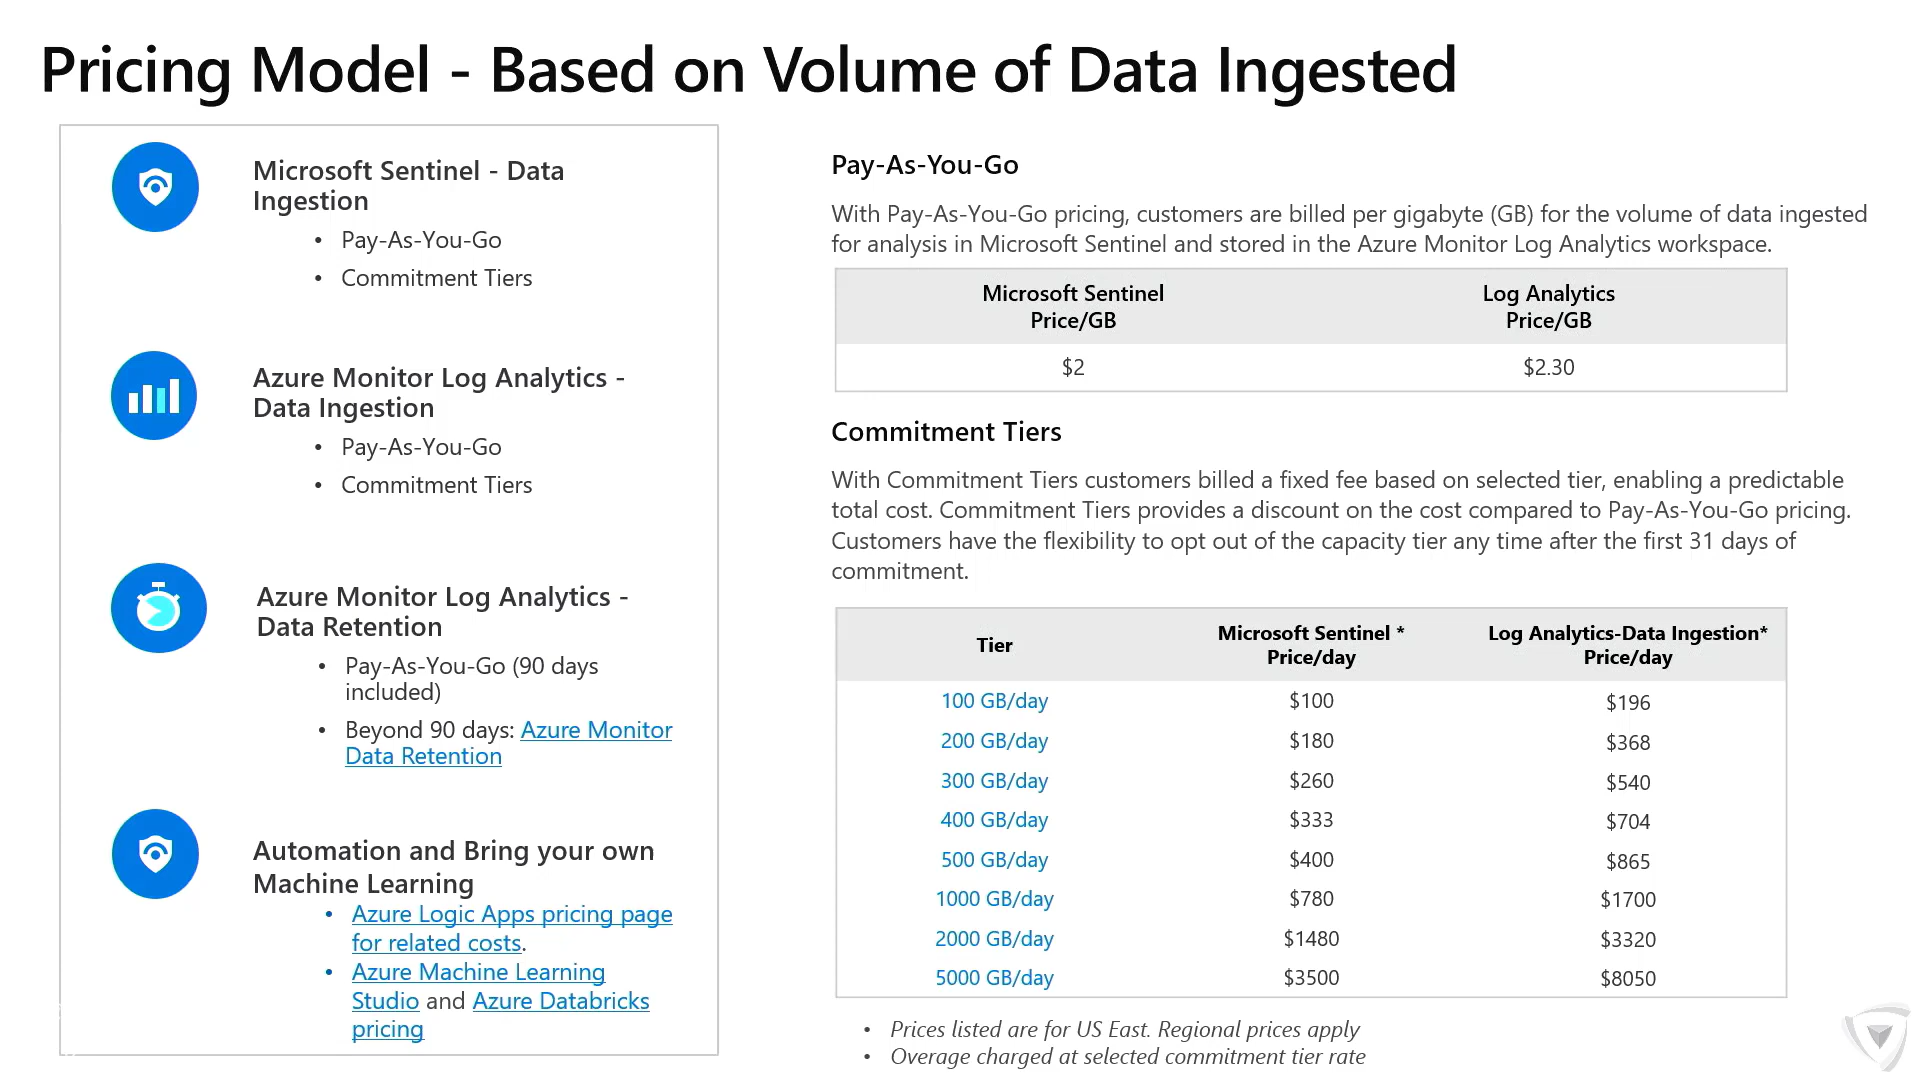 Pricing Model - Based on Volume of Data Ingested
Microsoft Sentinel - Data
Ingestion
• Pay-As-You-Go
• Commitment Tiers
Azure Monitor Log Analytics -
Data Ingestion
• Pay-As-You-Go
• Commitment Tiers
Azure Monitor Log Analytics -
Data Retention
• Pay-As-You-Go (90 days
included)
• Beyond 90 days: Azure Monitor
Data Retention
Automation and Bring your own
Machine Learning
• Azure Logic Apps pricing page
for related costs.
• Azure Machine Learning
Studio and Azure Databricks
pricing
Pay-As-You-Go
With Pay-As-You-Go pricing, customers are billed per gigabyte (GB) for the volume of data ingested
for analysis in Microsoft Sentinel and stored in the Azure Monitor Log Analytics workspace.
Microsoft Sentinel Log Analytics
Price/GB Price/GB
$2 $2.30
Commitment Tiers
With Commitment Tiers customers billed a fixed fee based on selected tier, enabling a predictable
total cost. Commitment Tiers provides a discount on the cost compared to Pay-As-You-Go pricing.
Customers have the flexibility to opt out of the capacity tier any time after the first 31 days of
commitment.
Tier Microsoft Sentinel * Log Analytics-Data Ingestion*
Price/day Price/day
100 GB/day $100 $196
200 GB/day $180 $368
300 GB/day $260 $540
400 GB/day $333 $704
500 GB/day $400 $865
1000 GB/day $780 $1700
2000 GB/day $1480 $3320
5000 GB/day $3500 $8050
• Prices listed are for US East. Regional prices apply
• Overage charged at selected commitment tier rate